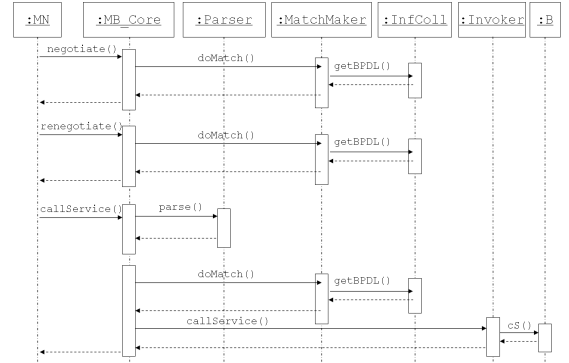 :MN :MB_Core :Parser :MatchMaker :InfColl :Invoker :B
negotiate()
doMatch()
getBPDL()
renegotiate()
doMatch()
getBPDL()
callService()
parse()
doMatch()
getBPDL()
callService()
cS()